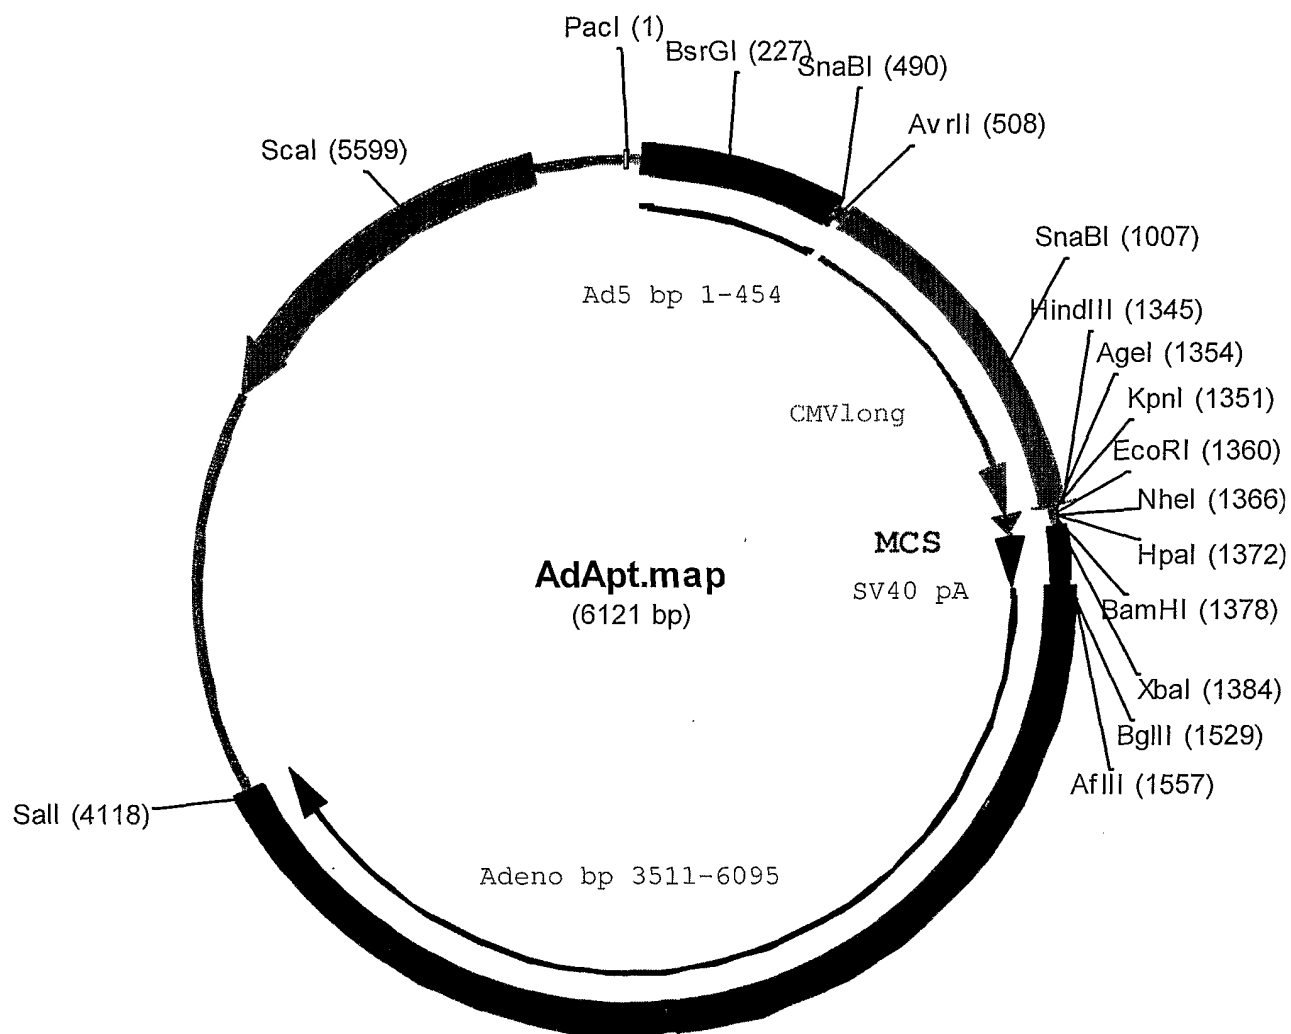 PacI (1)
BsrGI (227)
SnaBI (490)
AvrII (508)
ScaI (5599)
SnaBI (1007)
HindIII (1345)
AgeI (1354)
KpnI (1351)
EcoRI (1360)
NheI (1366)
HpaI (1372)
BamHI (1378)
XbaI (1384)
BglII (1529)
AflII (1557)
SalI (4118)
Ad5 bp 1-454
CMVlong
MCS
SV40 pA
AdApt.map
(6121 bp)
Adeno bp 3511-6095